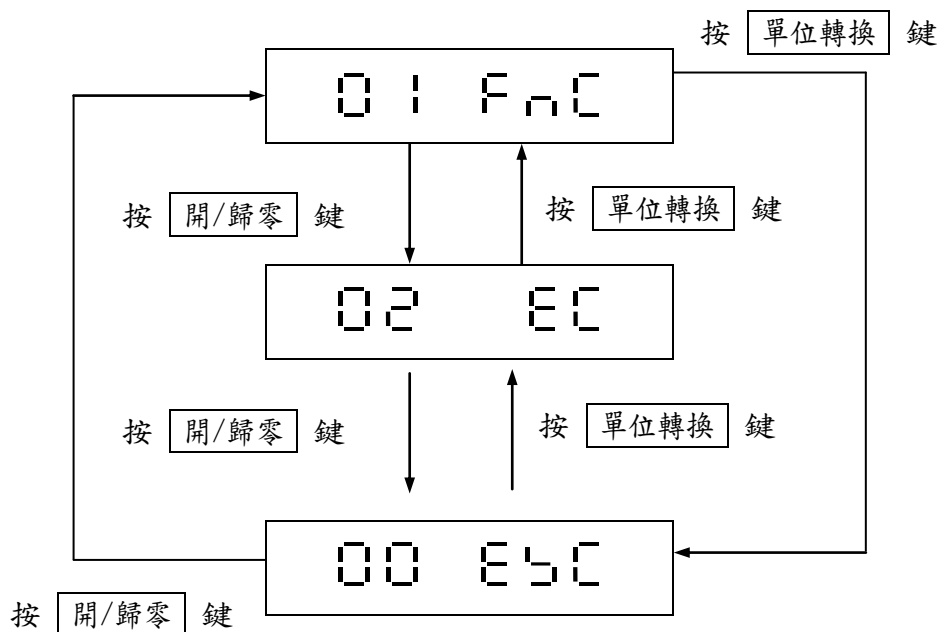 按 單位轉換 鍵
01 FnC
按 開/歸零 鍵
按 單位轉換 鍵
02 EC
按 開/歸零 鍵
按 單位轉換 鍵
00 ESC
按 開/歸零 鍵